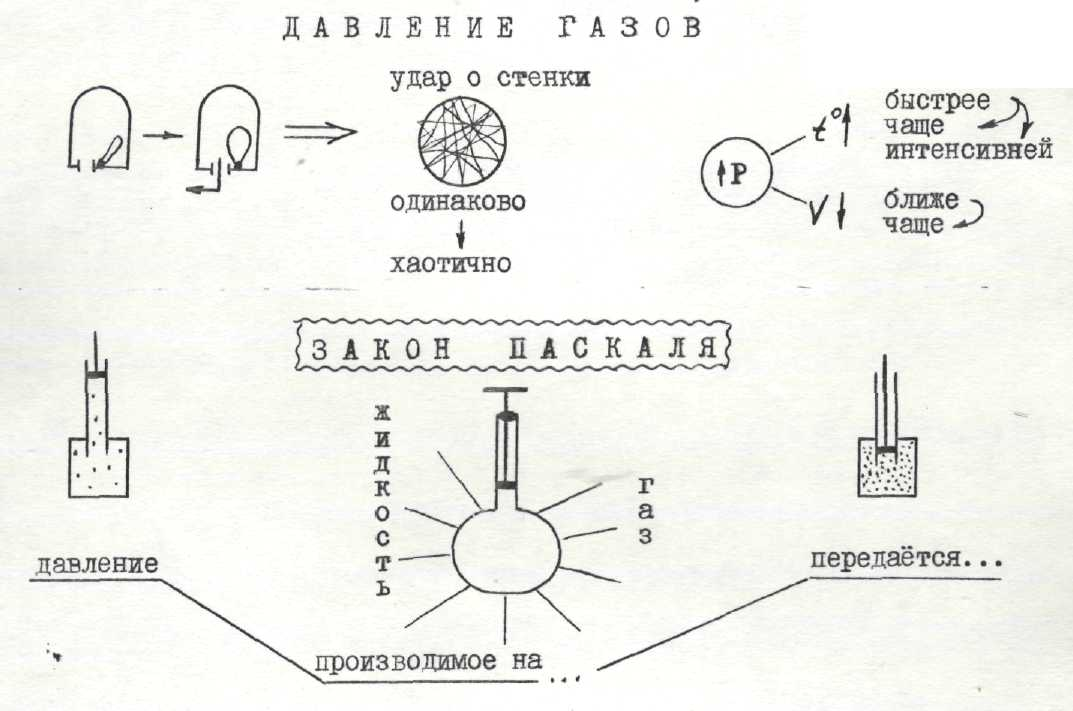 ДАВЛЕНИЕ ГАЗОВ
удар о стенки
одинаково
хаотично
↑P
t°↑
быстрее
чаще
интенсивней
V↓
ближе
чаще
ЗАКОН ПАСКАЛЯ
жидкость
газ
давление
производимое на ...
передаётся...